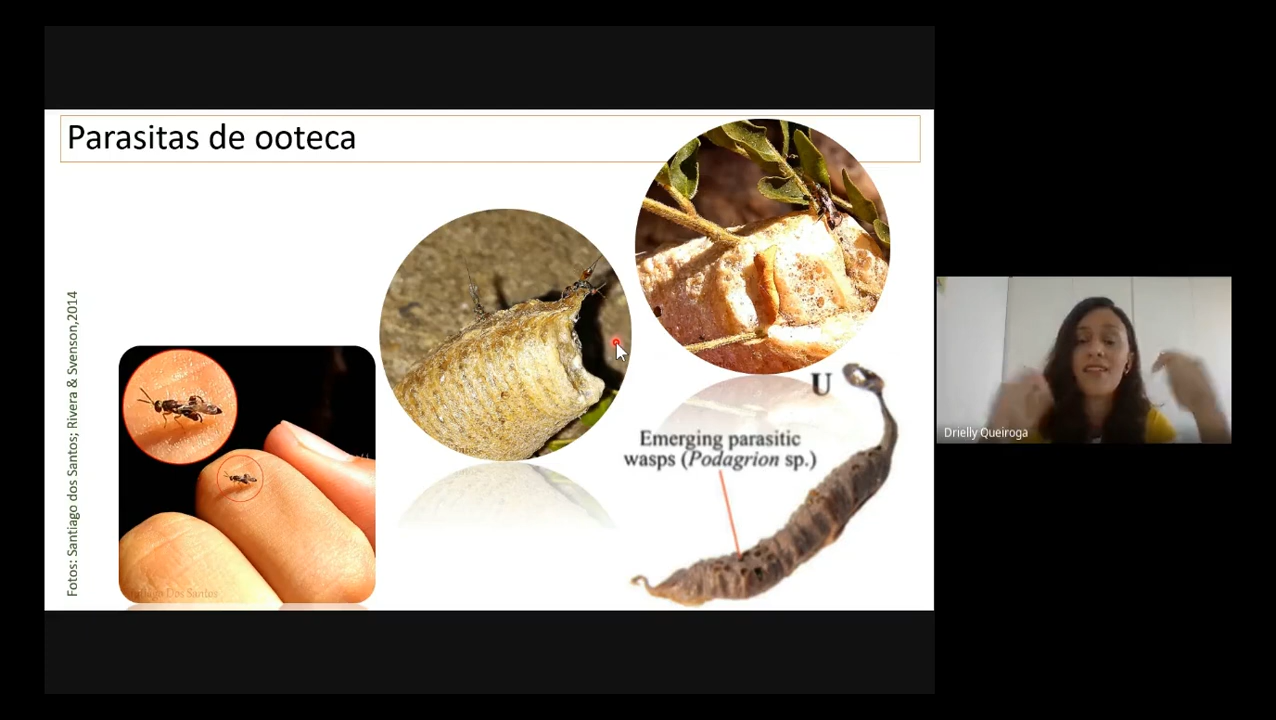 Parasitas de ooteca
Fotos: Santiago dos Santos; Rivera & Svenson,2014
U
Emerging parasitic
wasps (Podagrion sp.)
Dos Santos
Drielly Queiroga